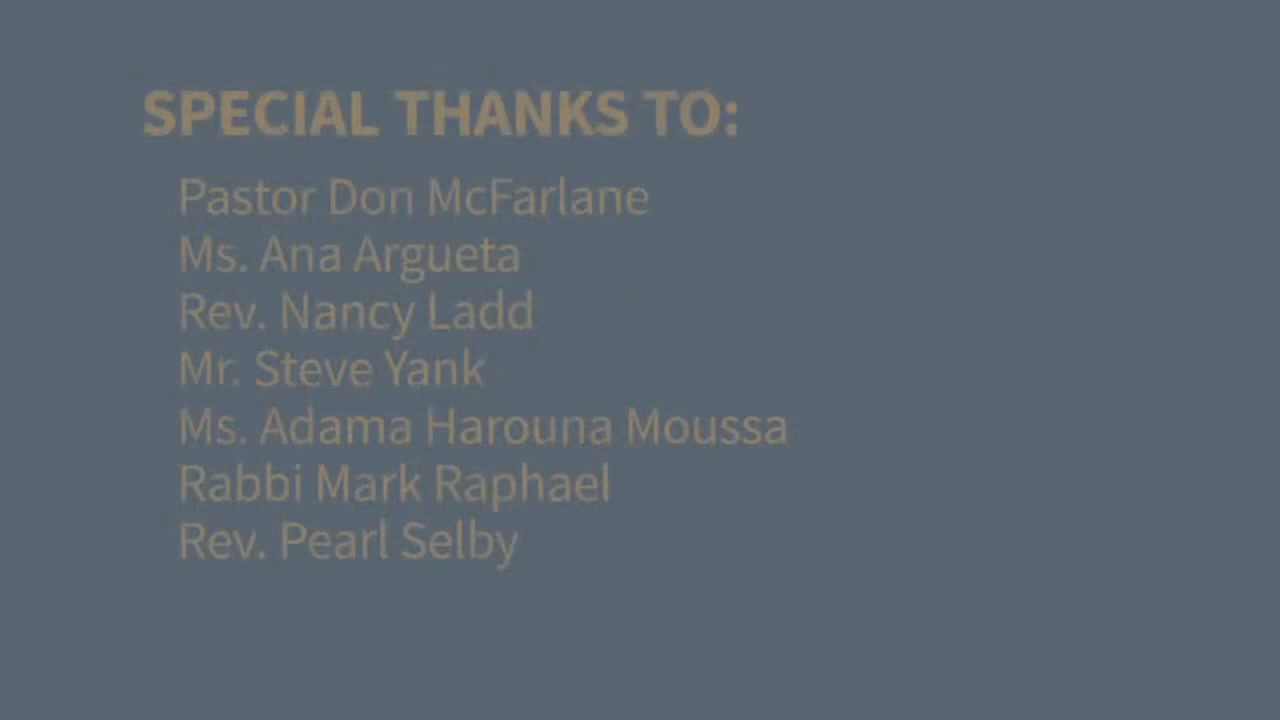 SPECIAL THANKS TO:
Pastor Don McFarlane
Ms. Ana Argueta
Rev. Nancy Ladd
Mr. Steve Yank
Ms. Adama Harouna Moussa
Rabbi Mark Raphael
Rev. Pearl Selby